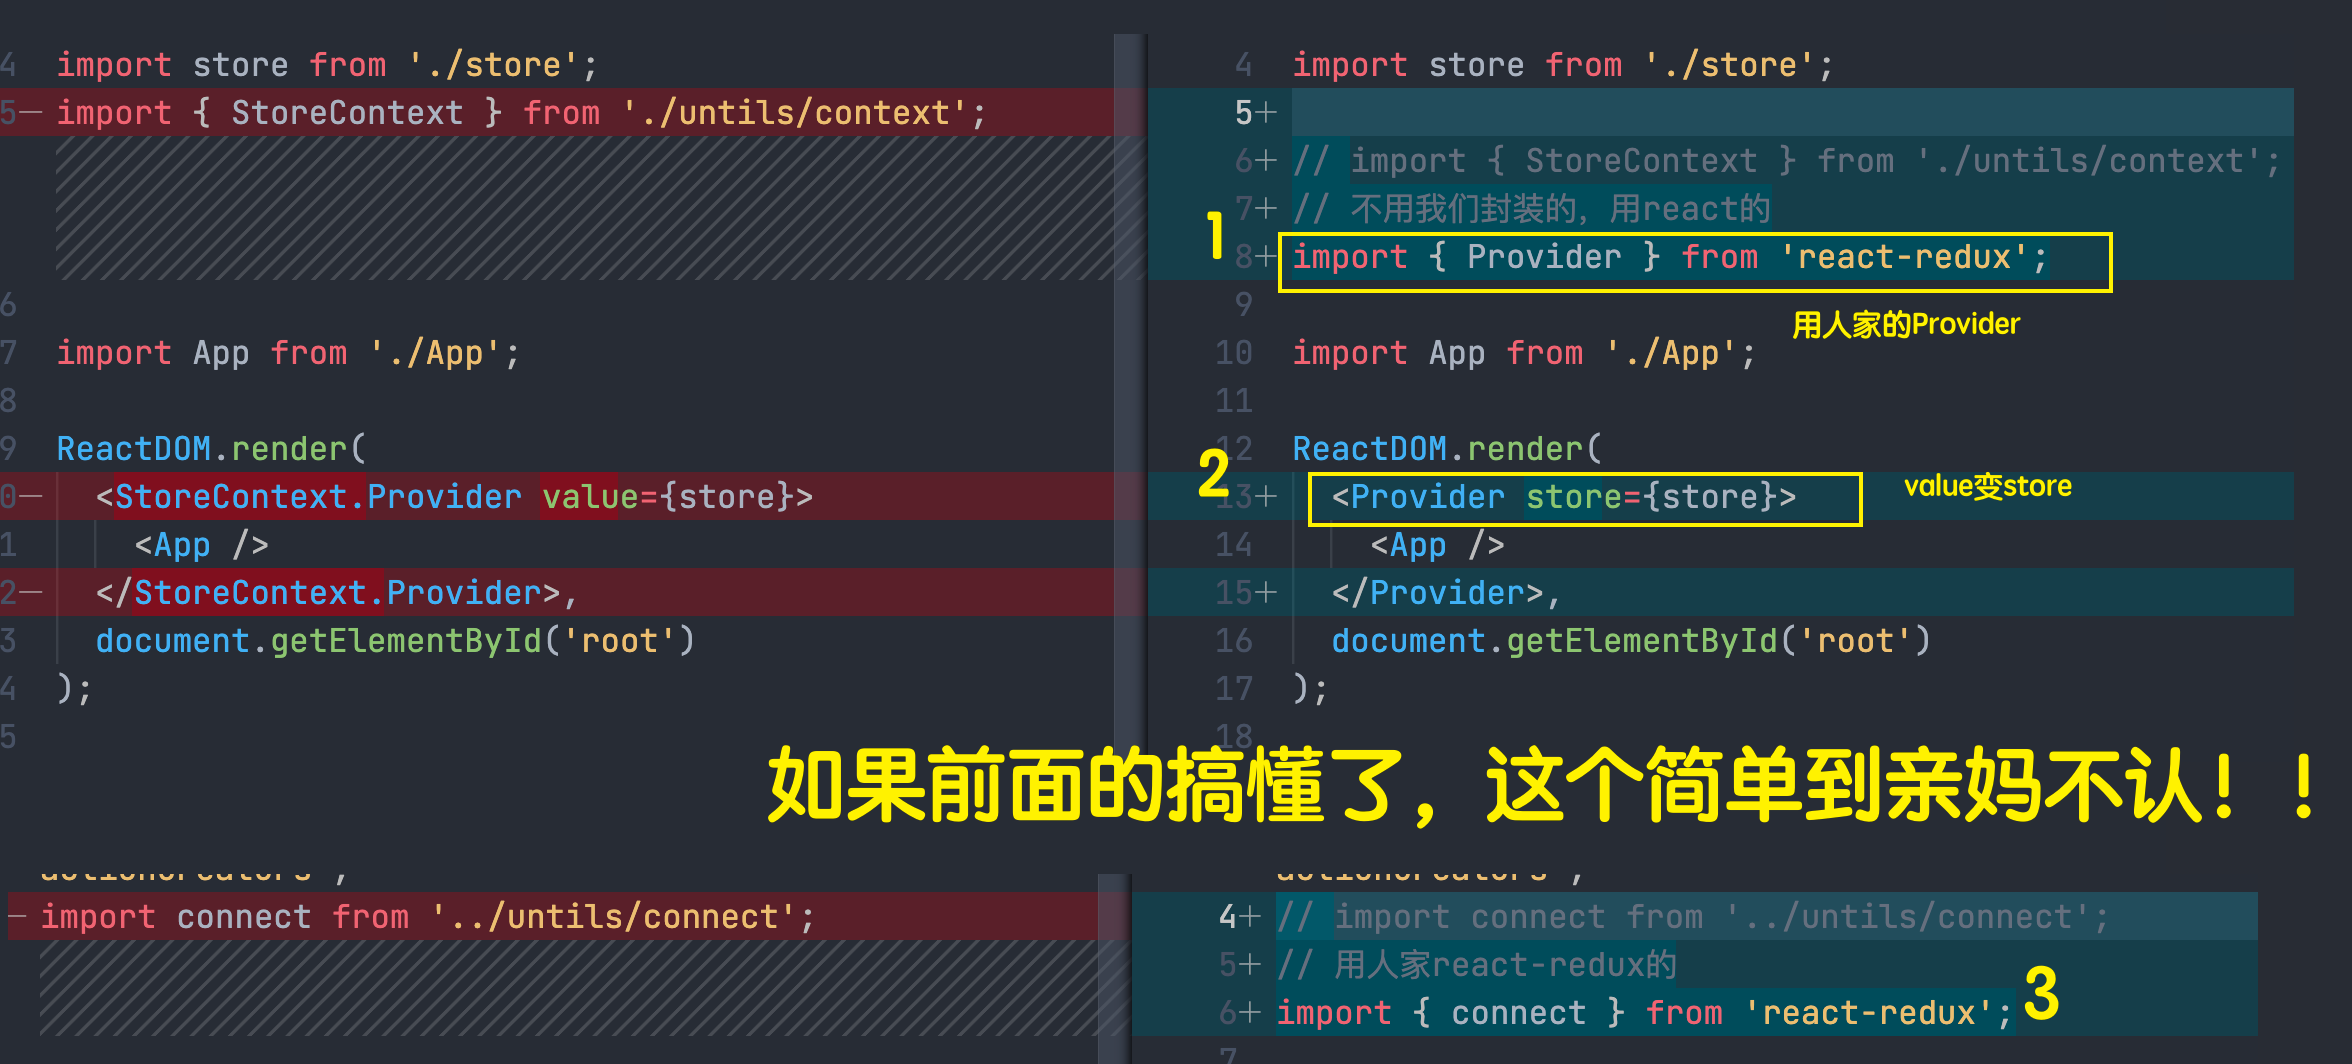 4 import store from './store';
5— import { StoreContext } from './untils/context';
6
7 import App from './App';
8
9 ReactDOM.render(
0— <StoreContext.Provider value={store}>
1 <App />
2— </StoreContext.Provider>,
3 document.getElementById('root')
4 );
5
4 import store from './store';
5+
6+ // import { StoreContext } from './untils/context';
7+ // 不用我们封装的，用react的
1
8+ import { Provider } from 'react-redux';
9
用人家的Provider
10 import App from './App';
11
12 ReactDOM.render(
2
13+ <Provider store={store}>
value变store
14 <App />
15+ </Provider>,
16 document.getElementById('root')
17 );
18
如果前面的搞懂了，这个简单到亲妈不认！！
actionCreators';
— import connect from '../untils/connect';
actionCreators';
4+ // import connect from '../untils/connect';
5+ // 用人家react-redux的
6+ import { connect } from 'react-redux';
3
7